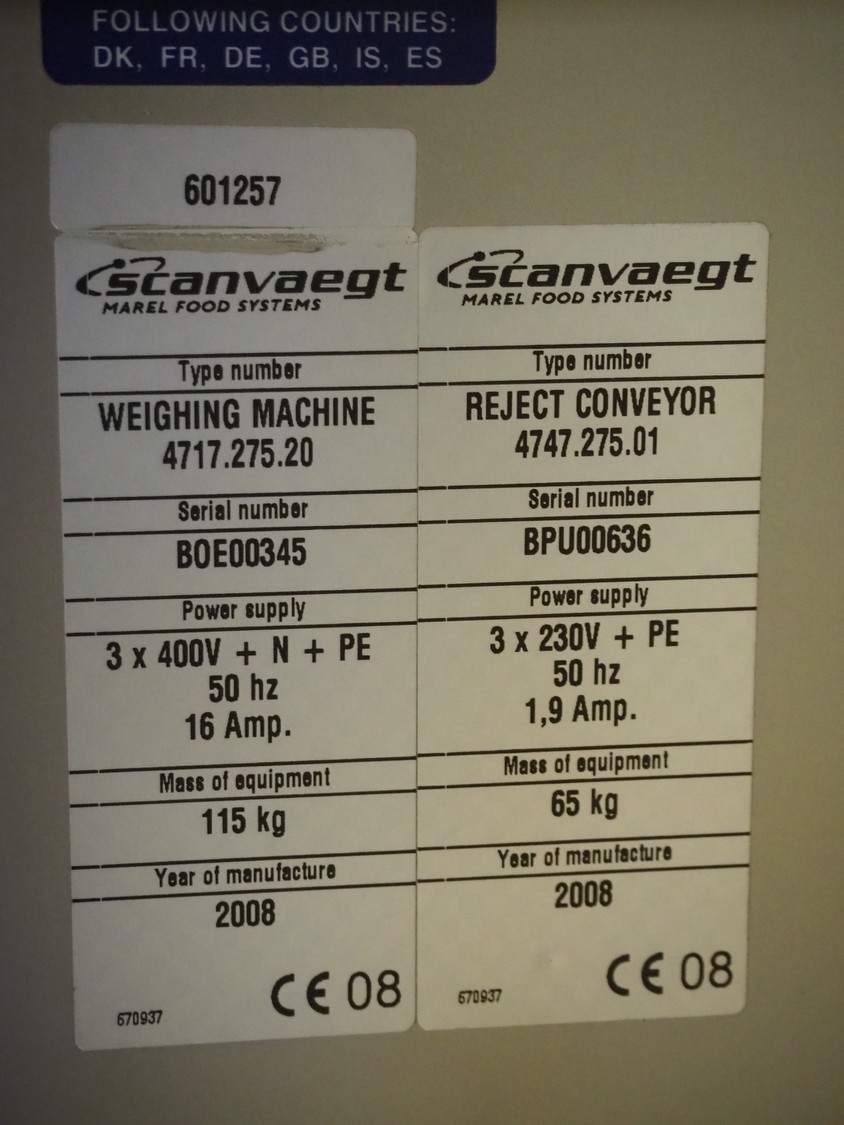 FOLLOWING COUNTRIES:
DK, FR, DE, GB, IS, ES
601257
scanvaegt
MAREL FOOD SYSTEMS
Type number
WEIGHING MACHINE
4717.275.20
Serial number
BOE00345
Power supply
3 x 400V + N + PE
50 hz
16 Amp.
Mass of equipment
115 kg
Year of manufacture
2008
CE 08
670937
scanvaegt
MAREL FOOD SYSTEMS
Type number
REJECT CONVEYOR
4747.275.01
Serial number
BPU00636
Power supply
3 x 230V + PE
50 hz
1,9 Amp.
Mass of equipment
65 kg
Year of manufacture
2008
CE 08
670937